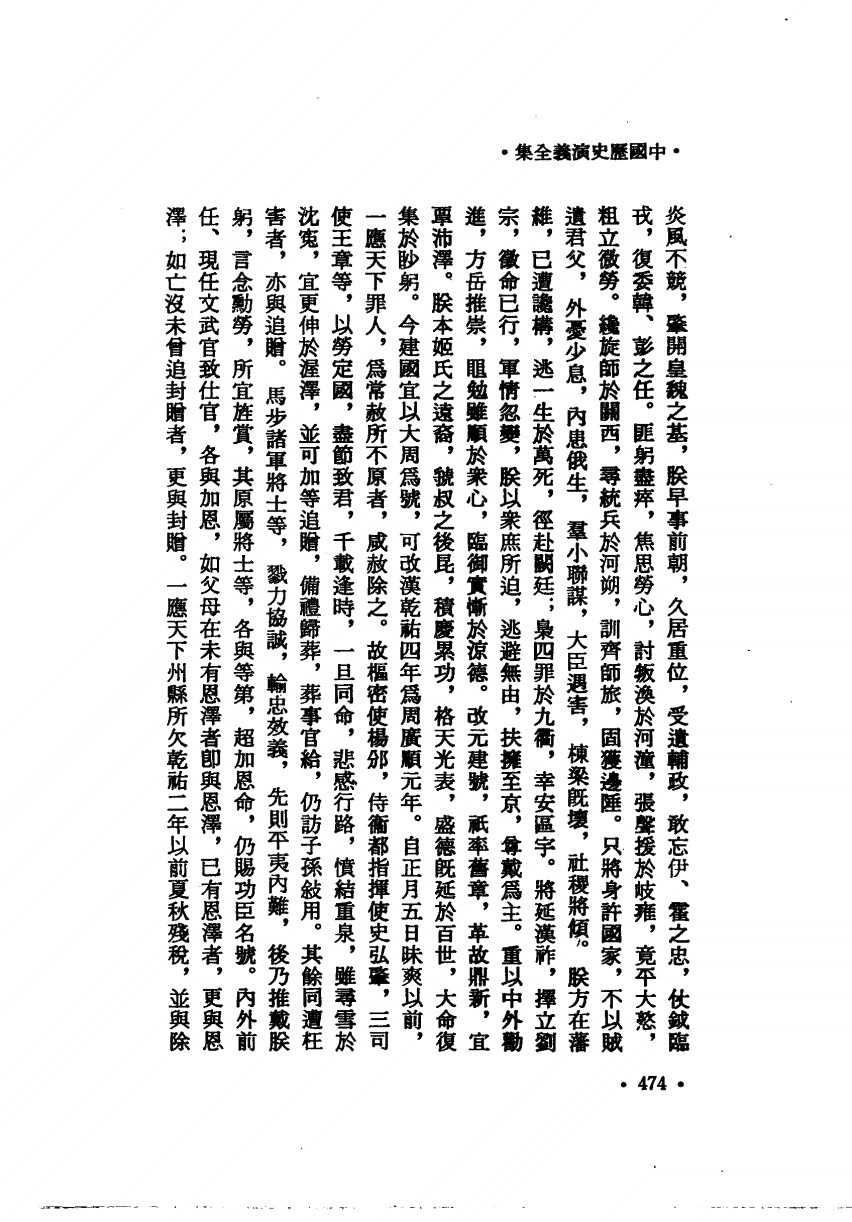 •中國歷史演義全集•
炎風不競，肇開皇魏之基，朕早事前朝，久居重位，受遺輔政，敢忘伊、霍之忠，仗鉞臨
戎，復委韓、彭之任。匪躬盡瘁，焦思勞心，討叛渙於河潼，張聲援於岐雍，竟平大憝，
粗立微勞。纔旋師於關西，尋統兵於河朔，訓齊師旅，固獲邊陲。只將身許國家，不以賊
遺君父，外憂少息，內患俄生，羣小聯謀，大臣遇害，棟梁旣壞，社稷將傾。朕方在藩
維，已遭讒構，逃一生於萬死，徑赴闕廷；梟四罪於九衢，幸安區宇。將延漢祚，擇立劉
宗，徵命已行，軍情忽變，朕以衆庶所迫，逃避無由，扶擁至京，尊戴爲主。重以中外勸
進，方岳推崇，黽勉雖順於衆心，臨御實慚於涼德。改元建號，祇率舊章，革故鼎新，宜
覃沛澤。朕本姬氏之遠裔，虢叔之後昆，積慶累功，格天光表，盛德旣延於百世，大命復
集於眇躬。今建國宜以大周爲號，可改漢乾祐四年爲周廣順元年。自正月五日昧爽以前，
一應天下罪人，爲常赦所不原者，咸赦除之。故樞密使楊邠，侍衞都指揮使史弘肇，三司
使王章等，以勞定國，盡節致君，千載逢時，一旦同命，悲感行路，憤結重泉，雖尋雪於
沈寃，宜更伸於渥澤，並可加等追贈，備禮歸葬，葬事官給，仍訪子孫敍用。其餘同遭枉
害者，亦與追贈。馬步諸軍將士等，戮力協誠，輸忠效義，先則平夷內難，後乃推戴朕
躬，言念勳勞，所宜旌賞，其原屬將士等，各與等第，超加恩命，仍賜功臣名號。內外前
任、現任文武官致仕官，各與加恩，如父母在未有恩澤者卽與恩澤，已有恩澤者，更與恩
澤；如亡沒未曾追封贈者，更與封贈。一應天下州縣所欠乾祐二年以前夏秋殘稅，並與除
•474•